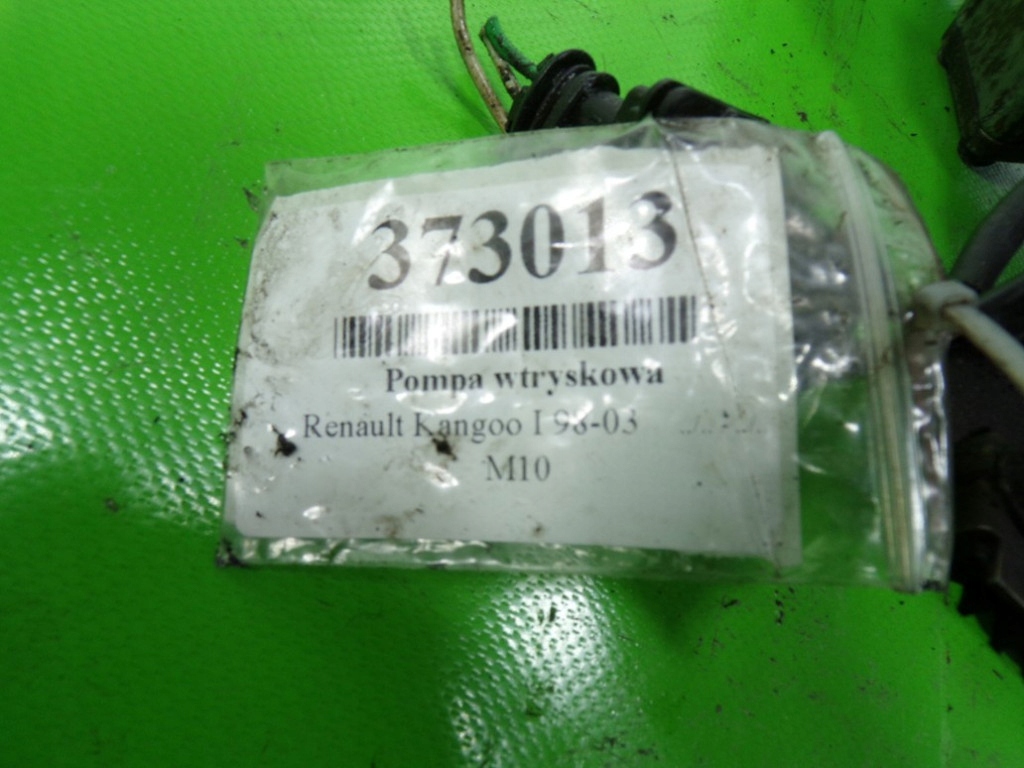 373013
Pompa wtryskowa
Renault Kangoo I 98-03 ../.. - ../..
M10